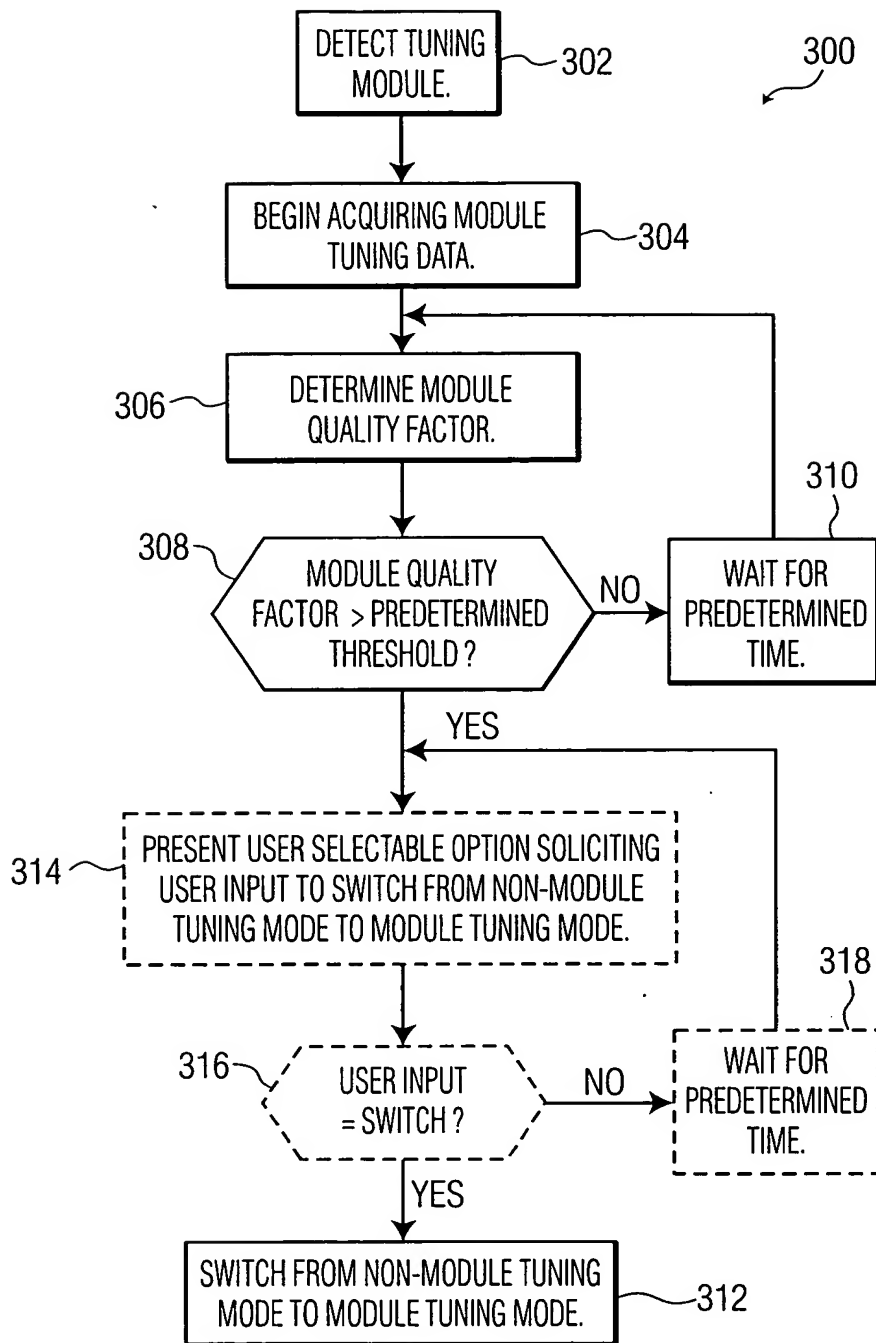 DETECT TUNING
MODULE.
302
300
BEGIN ACQUIRING MODULE
TUNING DATA.
304
306
DETERMINE MODULE
QUALITY FACTOR.
310
308
MODULE QUALITY
FACTOR > PREDETERMINED
THRESHOLD ?
NO
WAIT FOR
PREDETERMINED
TIME.
YES
314
PRESENT USER SELECTABLE OPTION SOLICITING
USER INPUT TO SWITCH FROM NON-MODULE
TUNING MODE TO MODULE TUNING MODE.
318
316
USER INPUT
= SWITCH ?
NO
WAIT FOR
PREDETERMINED
TIME.
YES
SWITCH FROM NON-MODULE TUNING
MODE TO MODULE TUNING MODE.
312